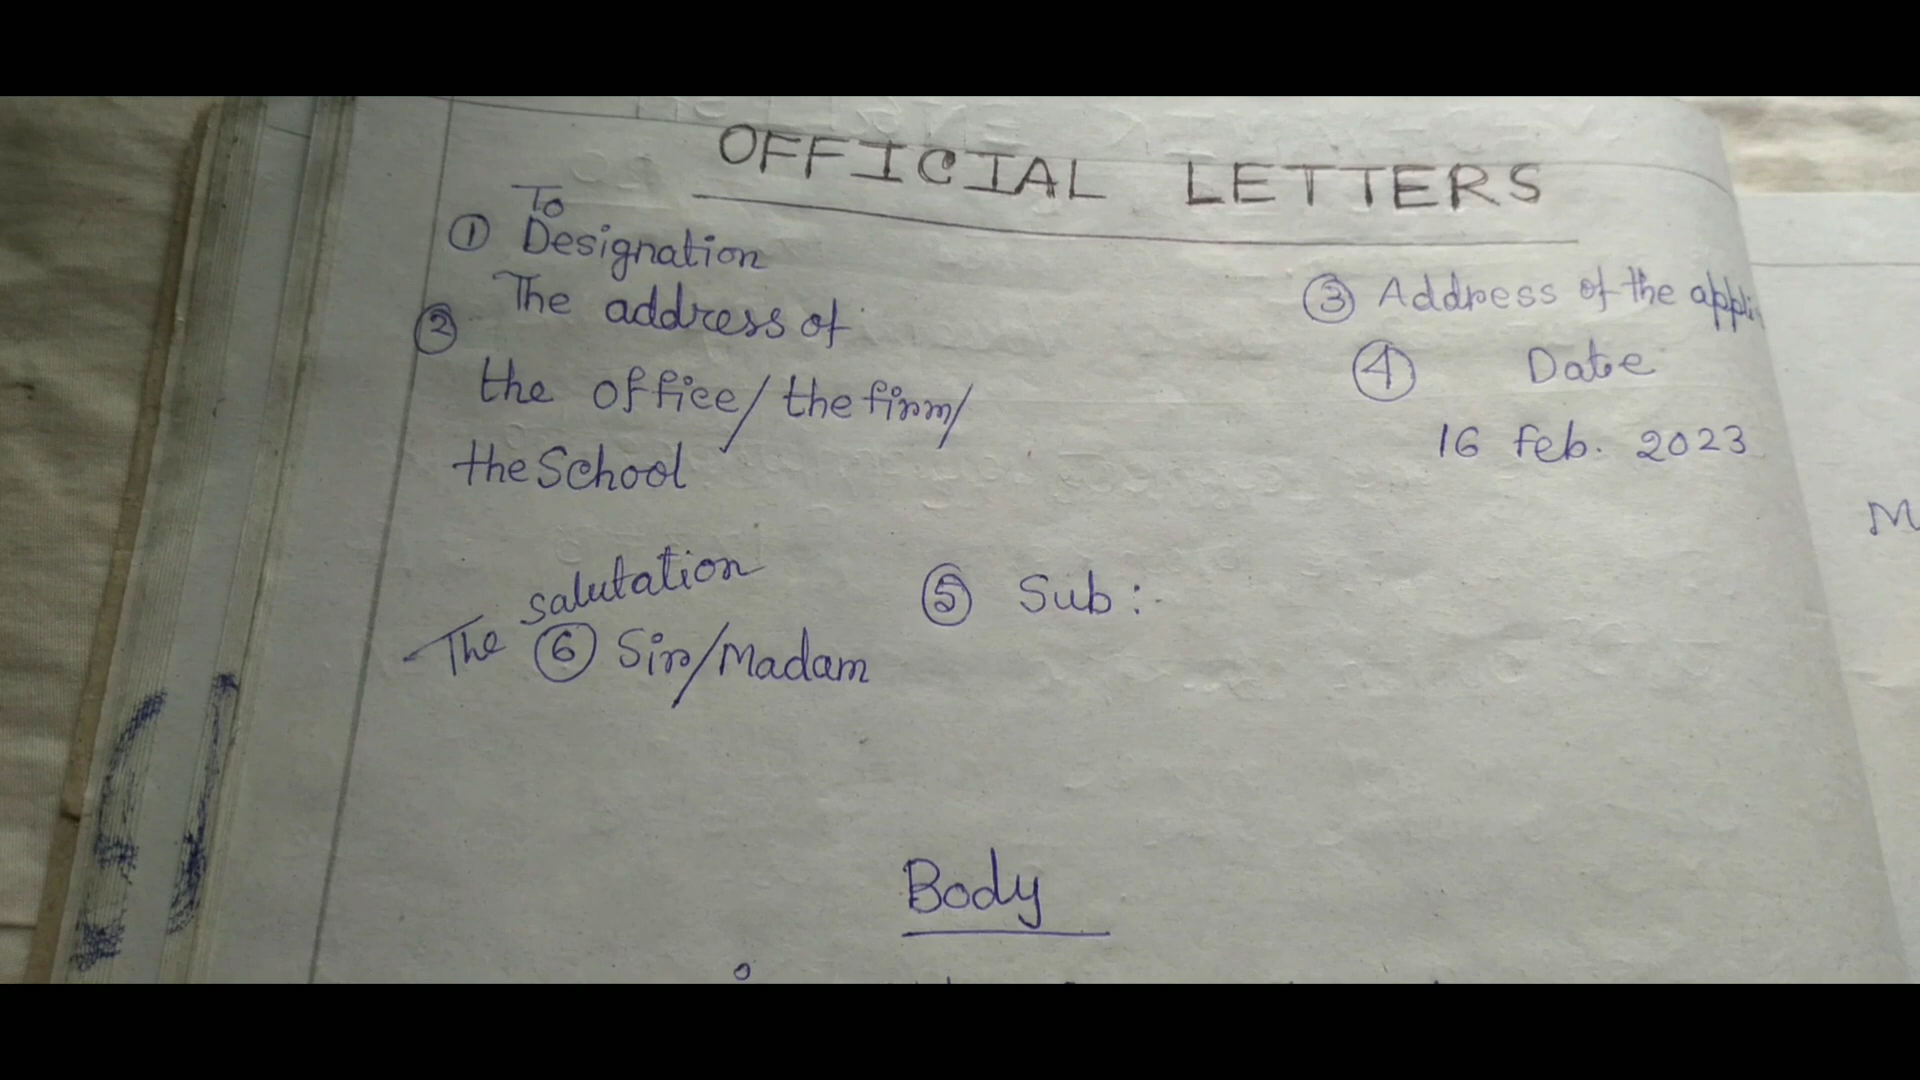 OFFICIAL LETTERS
To
① Designation
② The address of
the office/the firm/
the School
③ Address of the
④ Date
16 Feb. 2023
The salutation
⑤ Sub:-
⑥ Sir/Madam
Body